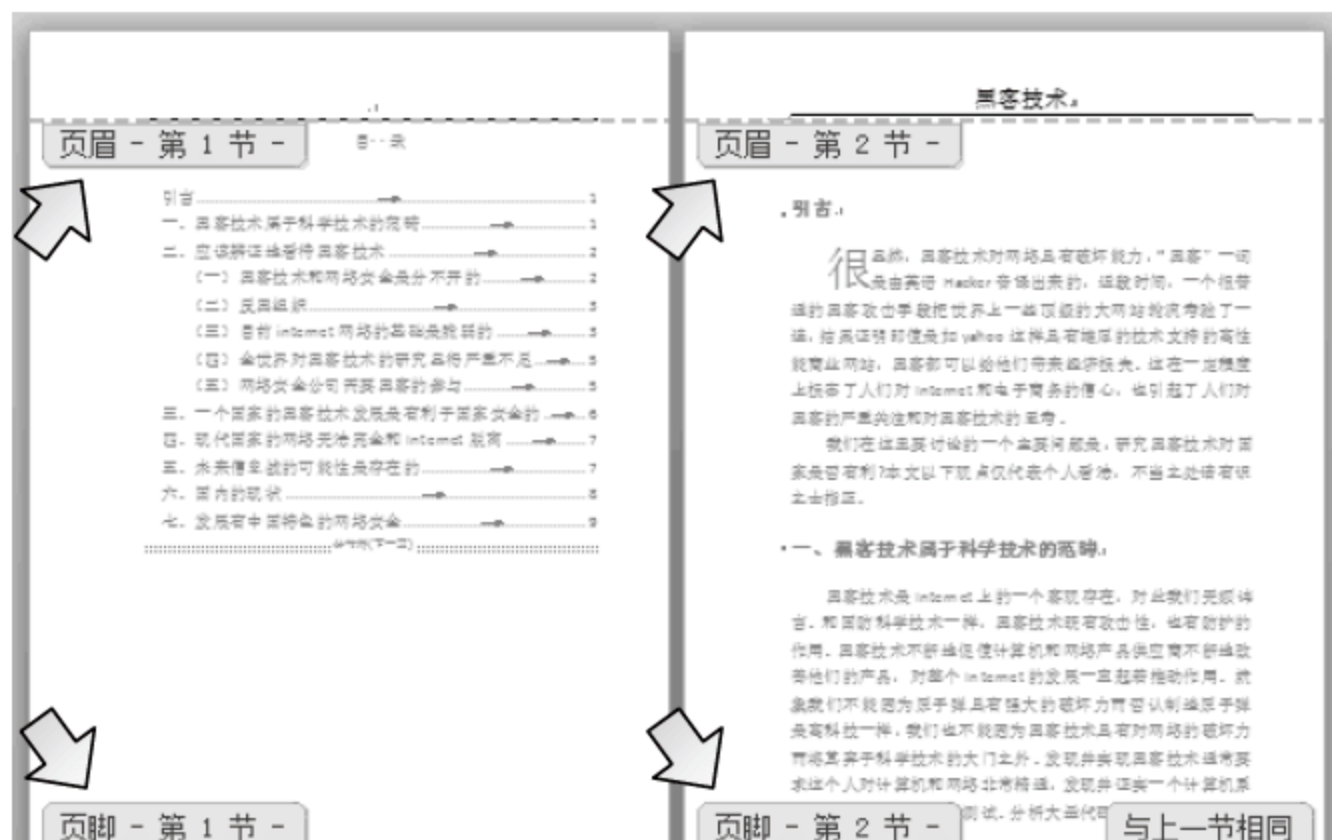 页眉 - 第 1 节 -
目 录
引言 1
一、黑客技术属于科学技术的范畴 1
二、应该辨证地看待黑客技术 2
（一）黑客技术和网络安全是分不开的 2
（二）反黑组织 3
（三）目前 internet 网络的基础是脆弱的 3
（四）全世界对黑客技术的研究显得严重不足 5
（五）网络安全公司需要黑客的参与 5
三、一个国家的黑客技术发展是有利于国家安全的 6
四、现代国家的网络无法完全和 internet 脱离 7
五、未来信息战的可能性是存在的 7
六、国内的现状 8
七、发展有中国特色的网络安全 9
分节符(下一页)
页脚 - 第 1 节 -
黑客技术
页眉 - 第 2 节 -
引言
很显然，黑客技术对网络具有破坏能力，“黑客”一词
是由英语 Hacker 音译出来的，这段时间，一个很普
通的黑客攻击手段把世界上一些顶级的大网站轮流考验了一
遍，结果证明即使是如 yahoo 这样具有雄厚的技术支持的高性
能商业网站，黑客都可以给他们带来经济损失。这在一定程度
上损害了人们对 internet 和电子商务的信心，也引起了人们对
黑客的严重关注和对黑客技术的思考。
我们在这里要讨论的一个主要问题是，研究黑客技术对国
家是否有利?本文以下观点仅代表个人看法，不当之处请有识
之士指正。
一、黑客技术属于科学技术的范畴
黑客技术是 internet 上的一个客观存在，对此我们无须讳
言。和国防科学技术一样，黑客技术既有攻击性，也有防护的
作用。黑客技术不断地促使计算机和网络产品供应商不断地改
善他们的产品，对整个 internet 的发展一直起着推动作用。就
象我们不能因为原子弹具有强大的破坏力而否认制造原子弹
是高科技一样，我们也不能因为黑客技术具有对网络的破坏力
而将其弃于科学技术的大门之外。发现并实现黑客技术通常要
求这个人对计算机和网络非常精通，发现并证实一个计算机系
测试、分析大量代
页脚 - 第 2 节 -
与上一节相同